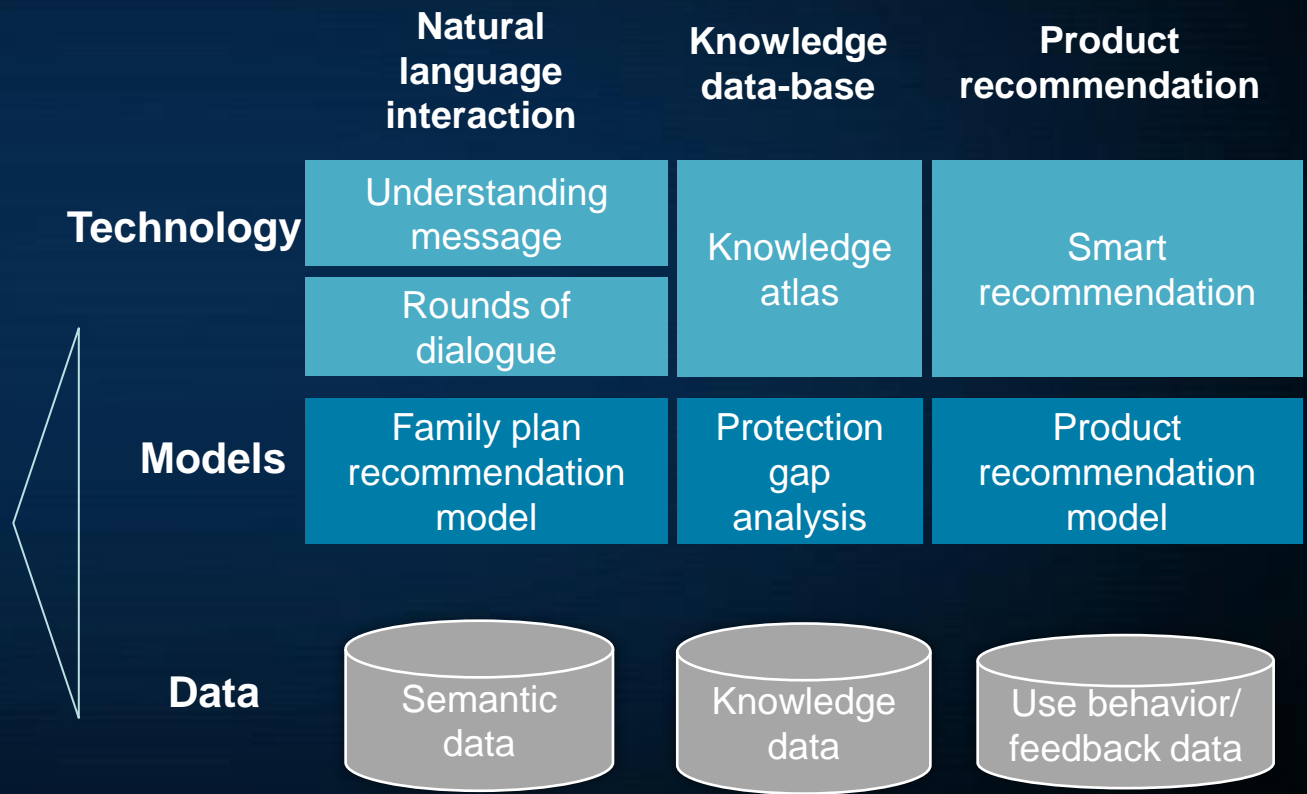 Natural
language
interaction
Knowledge
data-base
Product
recommendation
Technology
Understanding
message
Rounds of
dialogue
Knowledge
atlas
Smart
recommendation
Models
Family plan
recommendation
model
Protection
gap
analysis
Product
recommendation
model
Data
Semantic
data
Knowledge
data
Use behavior/
feedback data